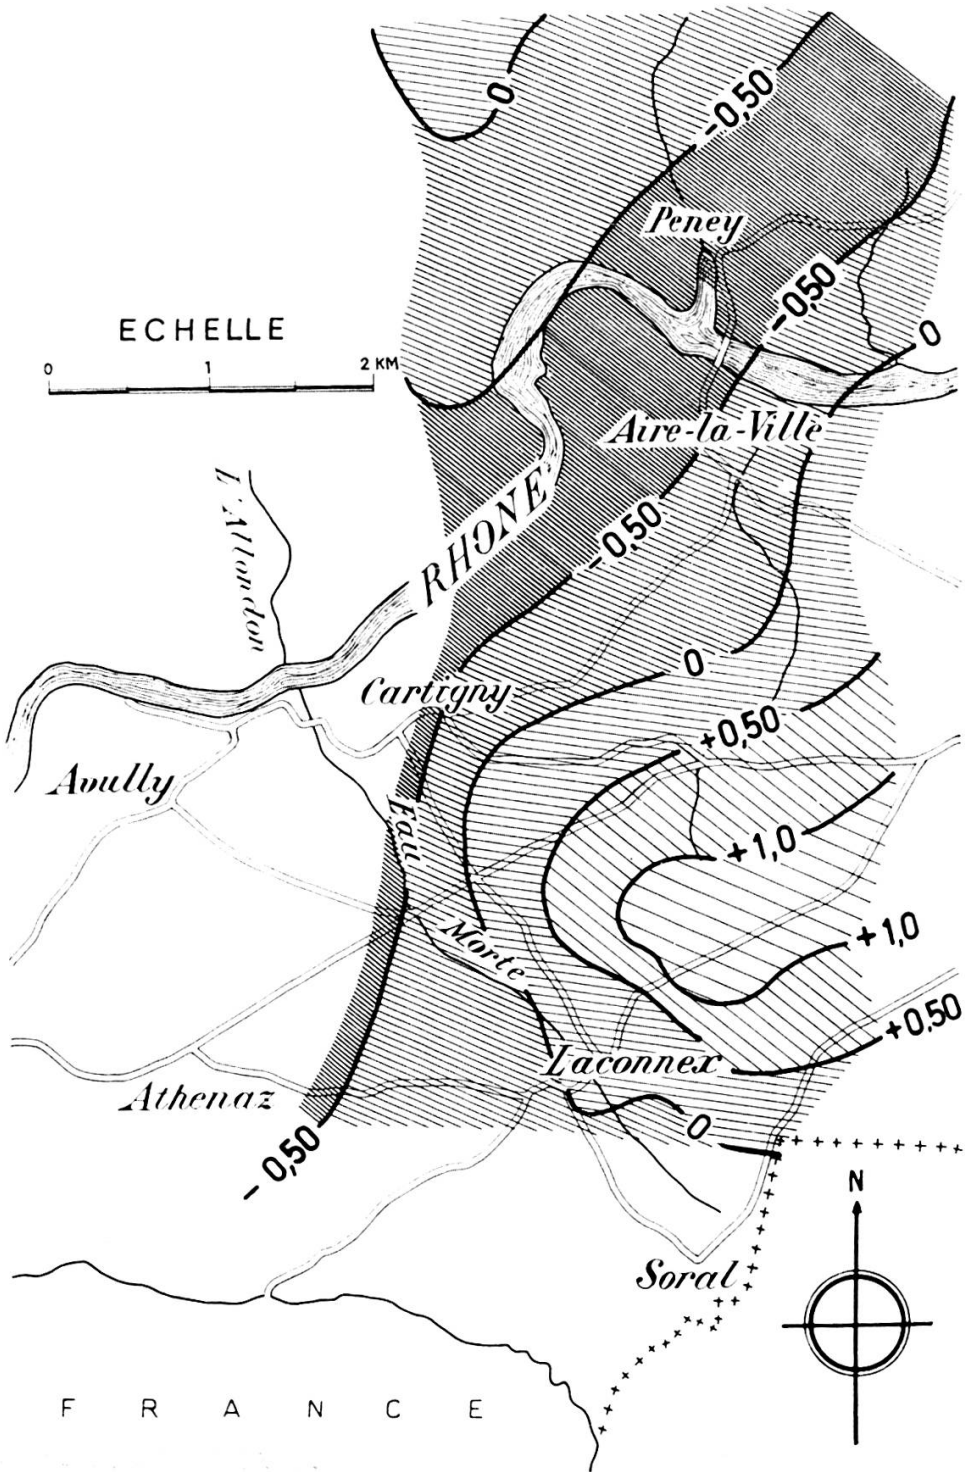 0
-0,50
Peney
-0,50
ECHELLE
0 1 2 KM
0
Aire-la-Ville
L'Allondon
RHONE
-0,50
0
Cartigny
+0,50
Avully
Eau
+1,0
Morte
+1,0
+0,50
Laconnex
Athenaz
0
-0,50
N
Soral
FRANCE